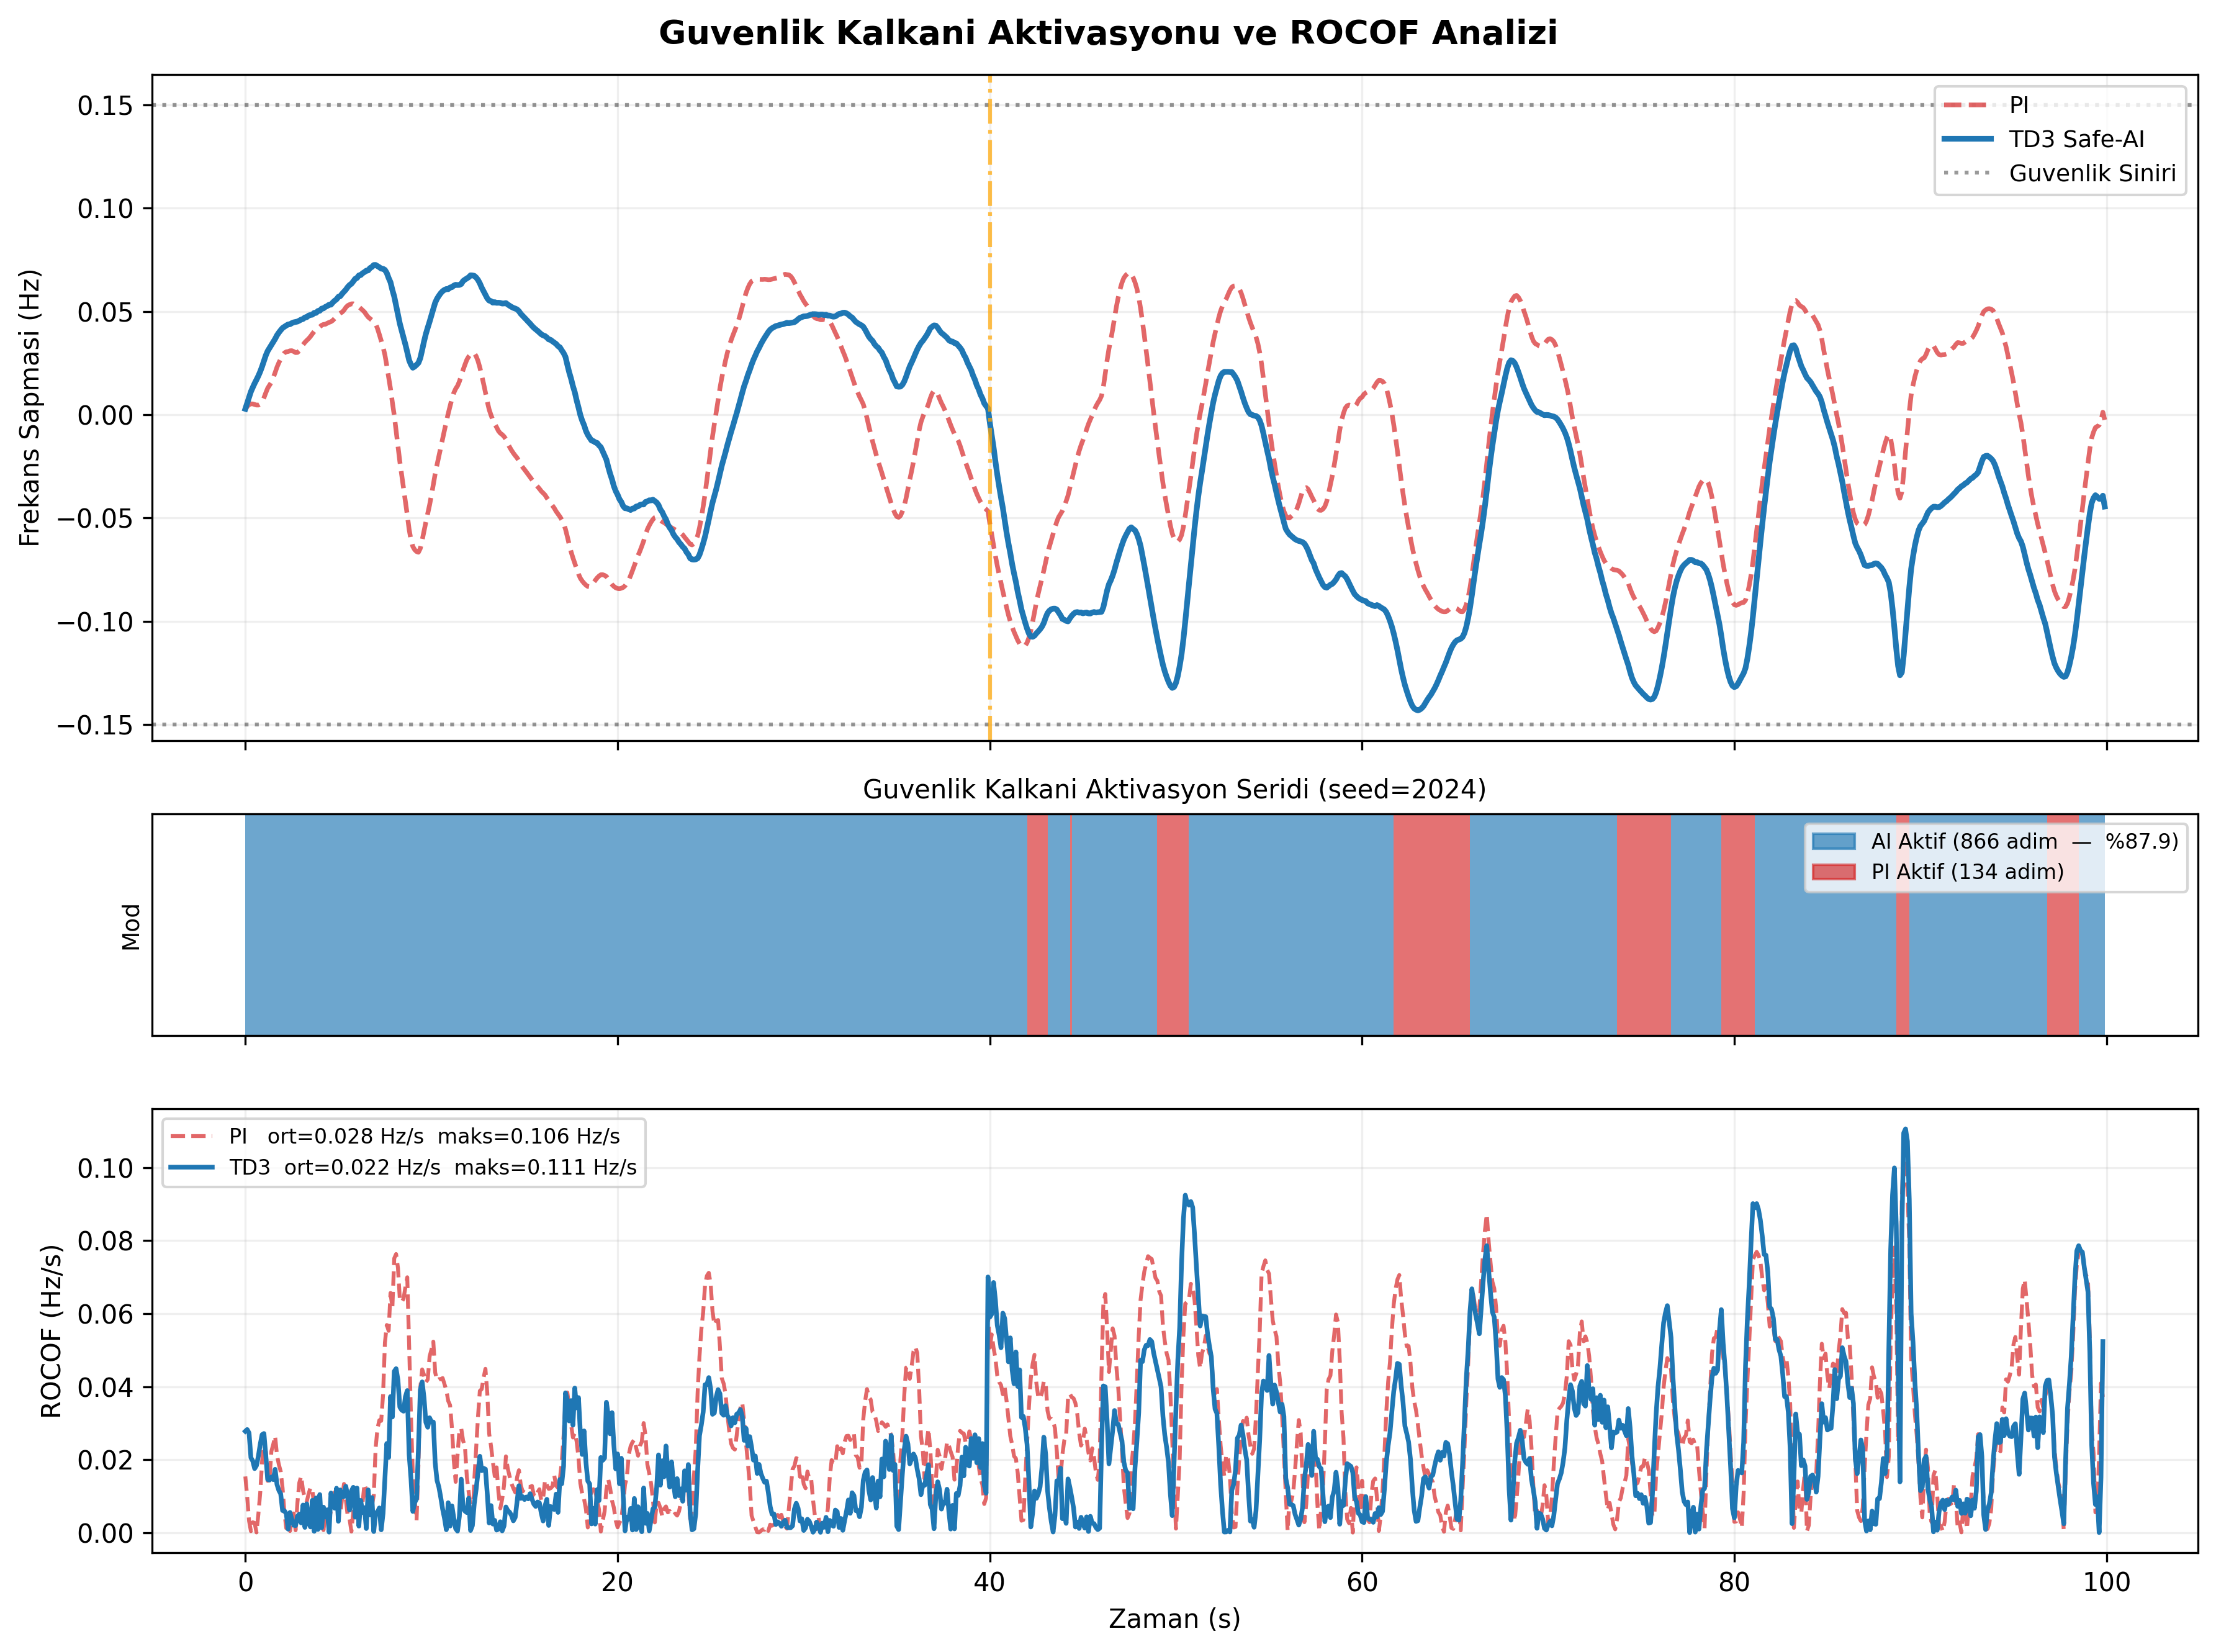 Guvenlik Kalkani Aktivasyonu ve ROCOF Analizi
Frekans Sapmasi (Hz)
0.15
0.10
0.05
0.00
−0.05
−0.10
−0.15
PI
TD3 Safe-AI
Guvenlik Siniri
Guvenlik Kalkani Aktivasyon Seridi (seed=2024)
Mod
AI Aktif (866 adim — %87.9)
PI Aktif (134 adim)
ROCOF (Hz/s)
0.10
0.08
0.06
0.04
0.02
0.00
PI ort=0.028 Hz/s maks=0.106 Hz/s
TD3 ort=0.022 Hz/s maks=0.111 Hz/s
0 20 40 60 80 100
Zaman (s)